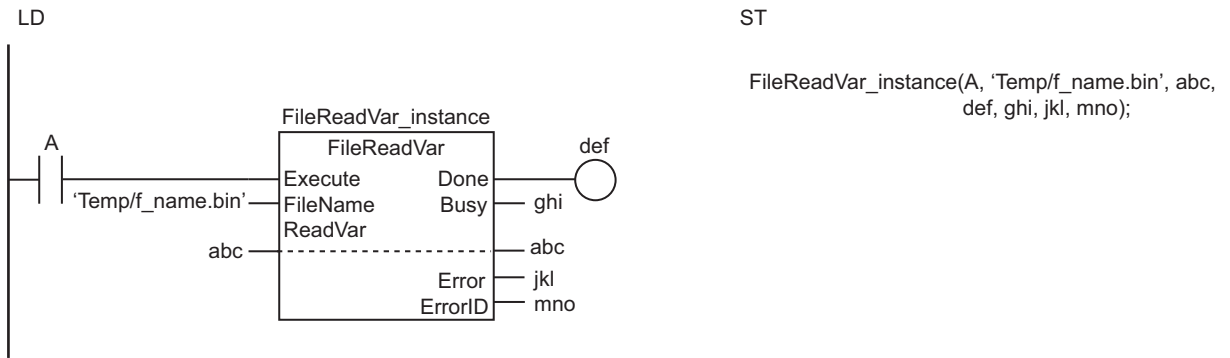 LD
ST
FileReadVar_instance(A, ‘Temp/f_name.bin’, abc,
def, ghi, jkl, mno);
FileReadVar_instance
A
FileReadVar
def
Execute Done
‘Temp/f_name.bin’ FileName Busy ghi
ReadVar
abc abc
Error jkl
ErrorID mno